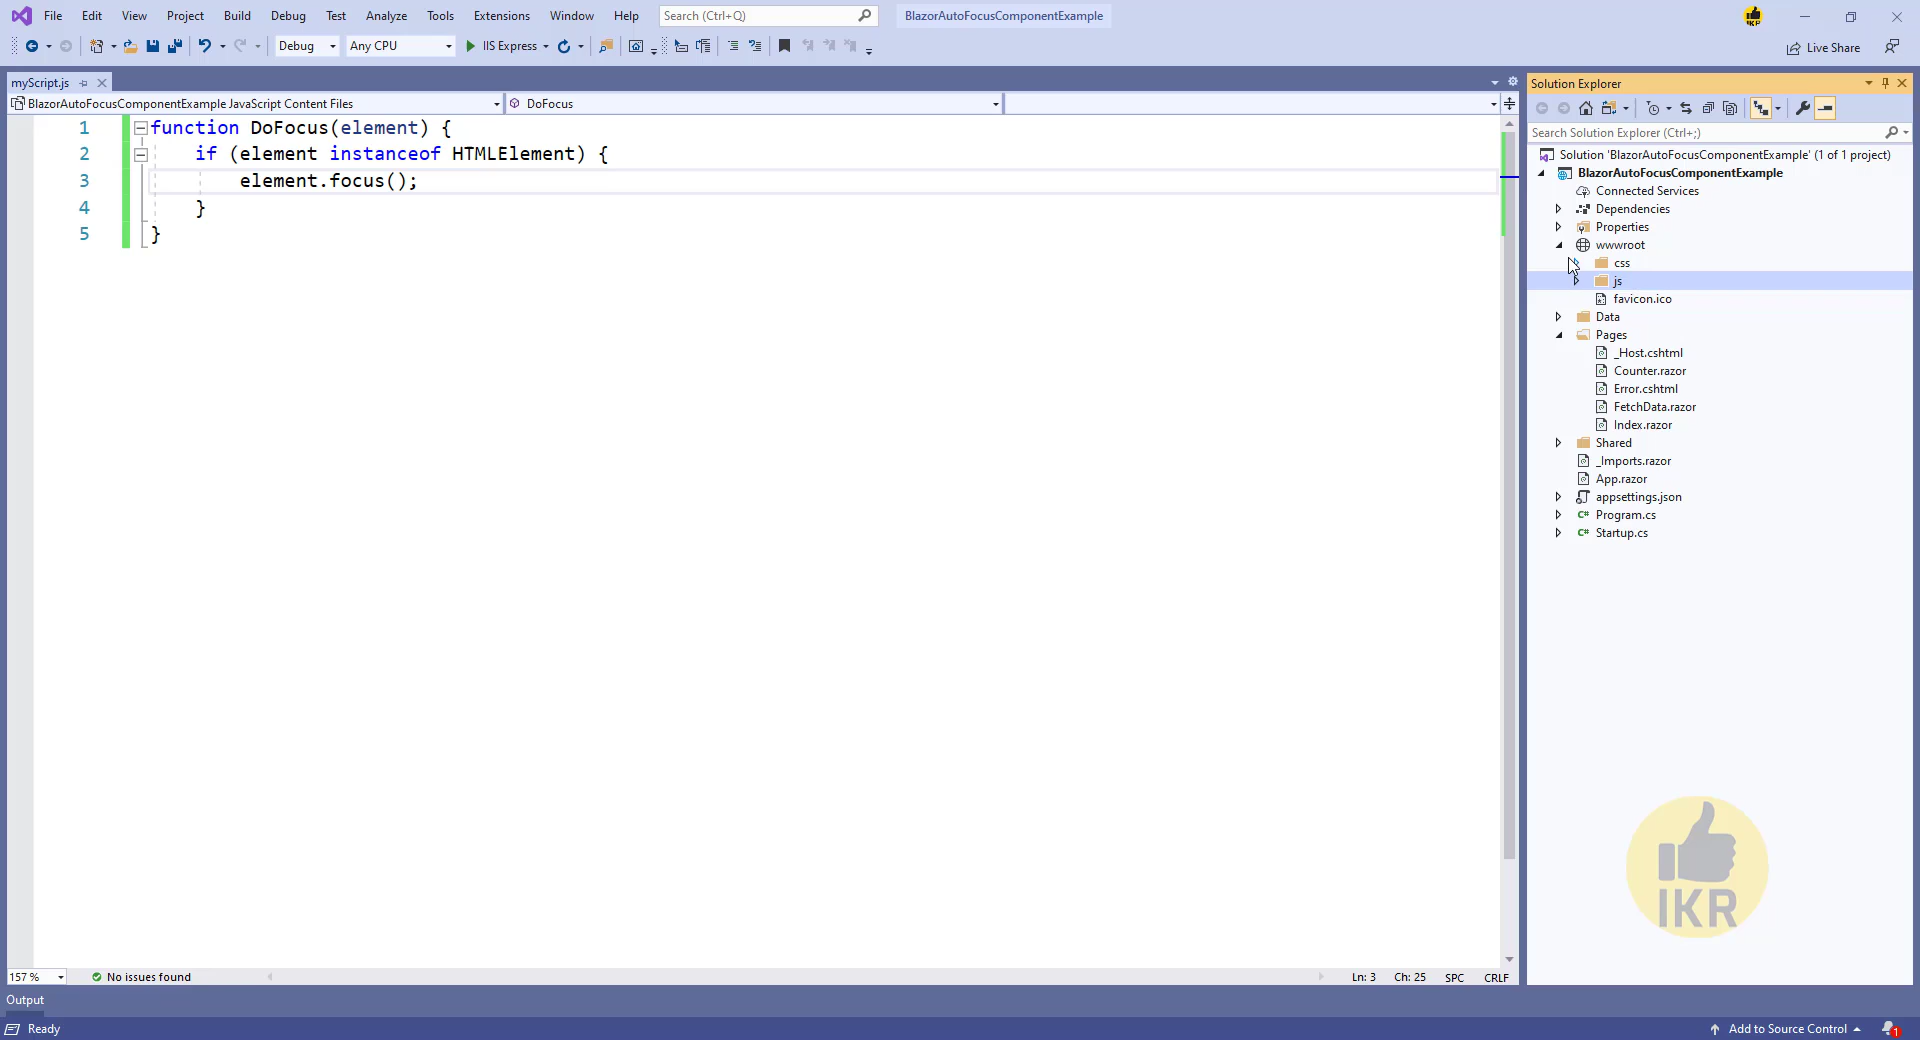 File Edit View Project Build Debug Test Analyze Tools Extensions Window Help Search (Ctrl+Q) BlazorAutoFocusComponentExample IKR
Debug Any CPU IIS Express Live Share
myScript.js
BlazorAutoFocusComponentExample JavaScript Content Files DoFocus
1 function DoFocus(element) {
2 if (element instanceof HTMLElement) {
3 element.focus();
4 }
5 }
157 % No issues found Ln: 3 Ch: 25 SPC CRLF
Solution Explorer
Search Solution Explorer (Ctrl+;)
Solution 'BlazorAutoFocusComponentExample' (1 of 1 project)
BlazorAutoFocusComponentExample
Connected Services
Dependencies
Properties
wwwroot
css
js
favicon.ico
Data
Pages
_Host.cshtml
Counter.razor
Error.cshtml
FetchData.razor
Index.razor
Shared
_Imports.razor
App.razor
appsettings.json
C# Program.cs
C# Startup.cs
IKR
Output
Ready Add to Source Control 1